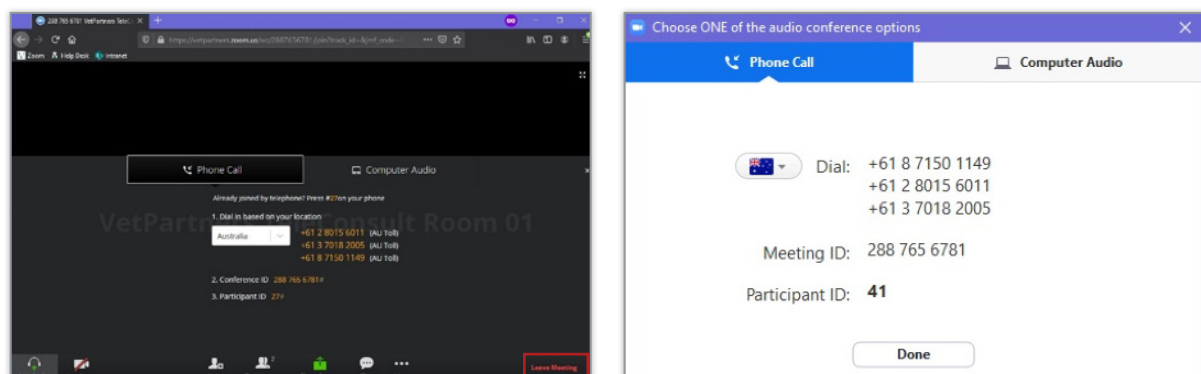 288 765 6781 VetPartners TeleCo
https://vetpartners.zoom.us/wc/2887656781/join?track_id=&jmf_code=
Zoom Help Desk Intranet
Phone Call
Computer Audio
Already joined by telephone? Press #27on your phone
VetPartners TeleConsult Room 01
1. Dial in based on your location
Australia
+61 2 8015 6011 (AU Toll)
+61 3 7018 2005 (AU Toll)
+61 8 7150 1149 (AU Toll)
2. Conference ID 288 765 6781#
3. Participant ID 27#
2
Leave Meeting
Choose ONE of the audio conference options
Phone Call
Computer Audio
Dial: +61 8 7150 1149
+61 2 8015 6011
+61 3 7018 2005
Meeting ID: 288 765 6781
Participant ID: 41
Done